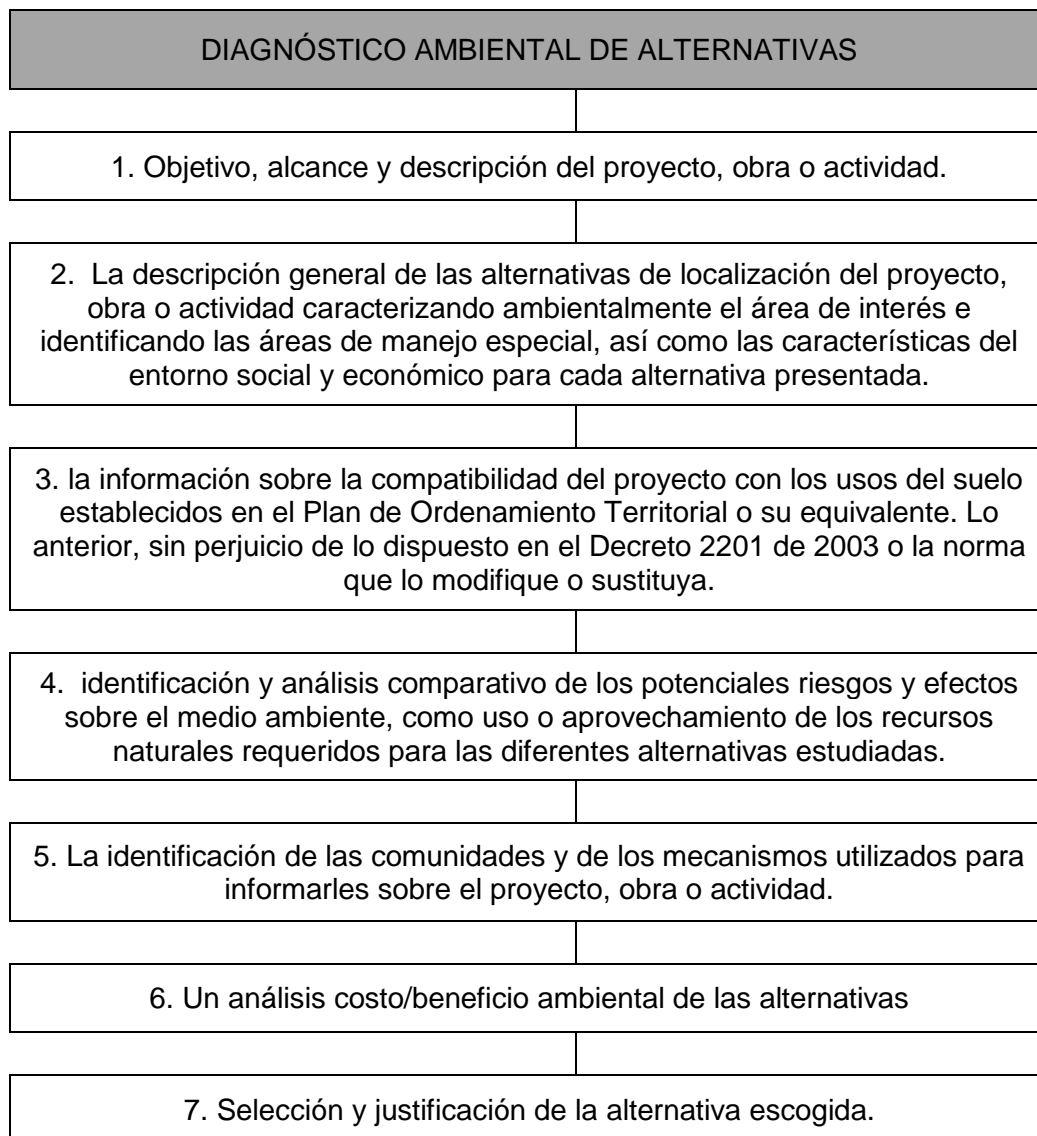 DIAGNÓSTICO AMBIENTAL DE ALTERNATIVAS
1. Objetivo, alcance y descripción del proyecto, obra o actividad.
2. La descripción general de las alternativas de localización del proyecto,
obra o actividad caracterizando ambientalmente el área de interés e
identificando las áreas de manejo especial, así como las características del
entorno social y económico para cada alternativa presentada.
3. la información sobre la compatibilidad del proyecto con los usos del suelo
establecidos en el Plan de Ordenamiento Territorial o su equivalente. Lo
anterior, sin perjuicio de lo dispuesto en el Decreto 2201 de 2003 o la norma
que lo modifique o sustituya.
4. identificación y análisis comparativo de los potenciales riesgos y efectos
sobre el medio ambiente, como uso o aprovechamiento de los recursos
naturales requeridos para las diferentes alternativas estudiadas.
5. La identificación de las comunidades y de los mecanismos utilizados para
informarles sobre el proyecto, obra o actividad.
6. Un análisis costo/beneficio ambiental de las alternativas
7. Selección y justificación de la alternativa escogida.